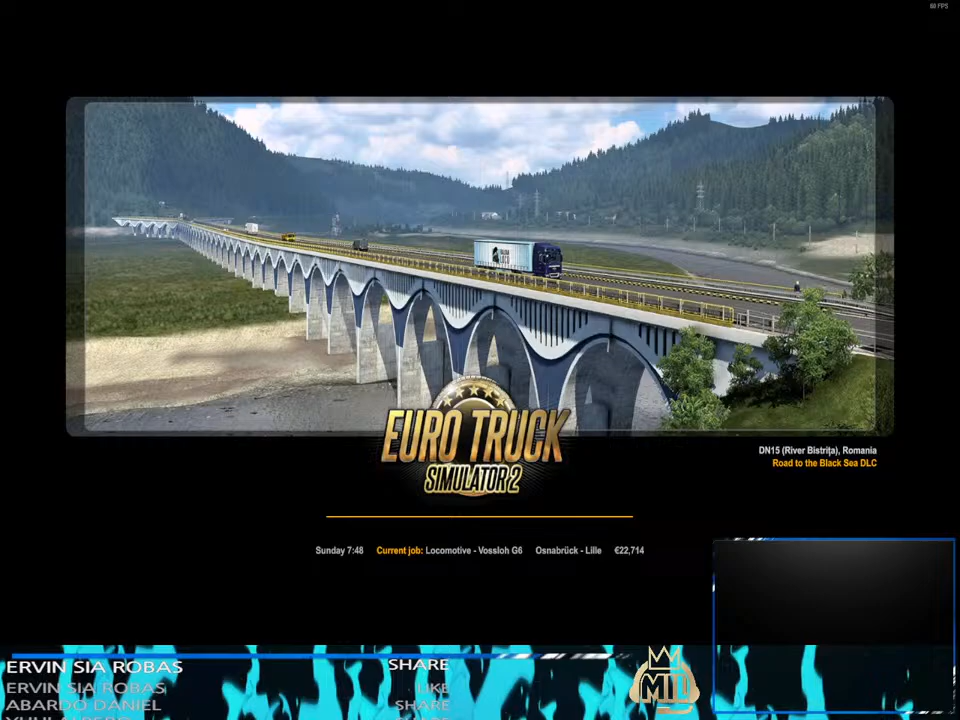 60 FPS
EURO TRUCK
SIMULATOR 2
DN15 (River Bistrița), Romania
Road to the Black Sea DLC
Sunday 7:48 Current job: Locomotive - Vossloh G6 Osnabrück - Lille €22,714
ERVIN SIA ROBAS SHARE
ERVIN SIA ROBAS LIKE
ABARDO DANIEL SHARE